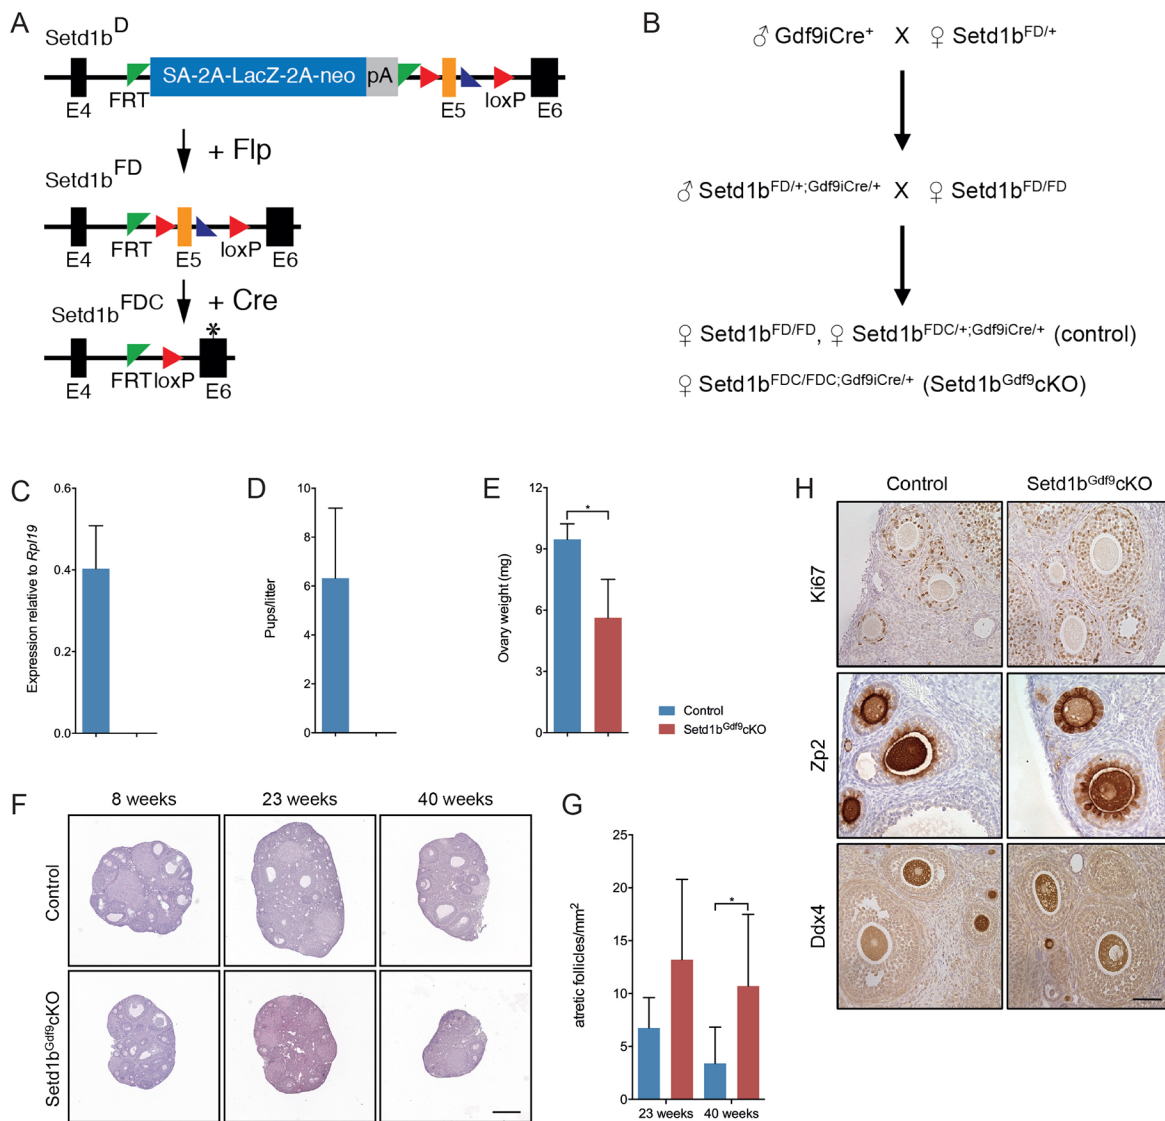 A
Setd1b^D
SA-2A-LacZ-2A-neo
pA
E4
FRT
E5
loxP
E6
+ Flp
Setd1b^FD
E4
FRT
E5
loxP
E6
+ Cre
Setd1b^FDC
*
E4
FRT
loxP
E6
B
♂ Gdf9iCre⁺ X ♀ Setd1b^FD/+
♂ Setd1b^FD/+;Gdf9iCre/+ X ♀ Setd1b^FD/FD
♀ Setd1b^FD/FD, ♀ Setd1b^FDC/+;Gdf9iCre/+ (control)
♀ Setd1b^FDC/FDC;Gdf9iCre/+ (Setd1b^Gdf9cKO)
C
Expression relative to Rpl19
0.6
0.4
0.2
0.0
D
Pups/litter
10
8
6
4
2
0
E
Ovary weight (mg)
12
9
6
3
0
*
Control
Setd1b^Gdf9cKO
F
8 weeks
23 weeks
40 weeks
Control
Setd1b^Gdf9cKO
G
atretic follicles/mm²
25
20
15
10
5
0
*
23 weeks
40 weeks
H
Control
Setd1b^Gdf9cKO
Ki67
Zp2
Ddx4